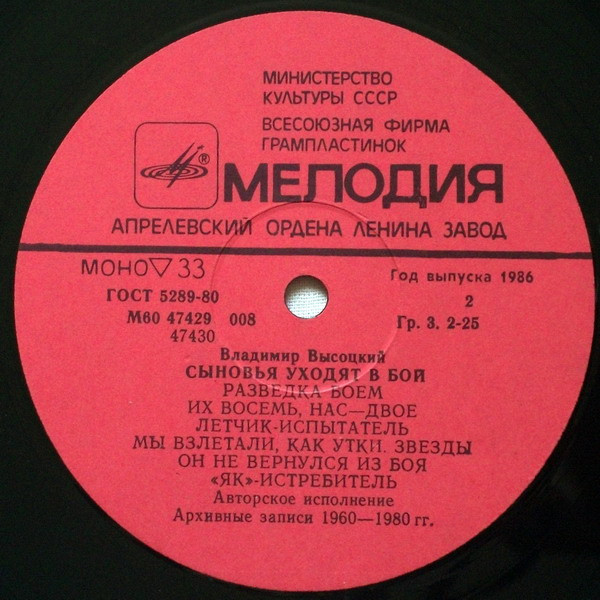 МИНИСТЕРСТВО
КУЛЬТУРЫ СССР
ВСЕСОЮЗНАЯ ФИРМА
ГРАМПЛАСТИНОК
®
МЕЛОДИЯ
АПРЕЛЕВСКИЙ ОРДЕНА ЛЕНИНА ЗАВОД
МОНО▽33
Год выпуска 1986
ГОСТ 5289-80
2
М60 47429 008
Гр. 3. 2-25
47430
Владимир Высоцкий
СЫНОВЬЯ УХОДЯТ В БОЙ
РАЗВЕДКА БОЕМ
ИХ ВОСЕМЬ, НАС—ДВОЕ
ЛЕТЧИК-ИСПЫТАТЕЛЬ
МЫ ВЗЛЕТАЛИ, КАК УТКИ. ЗВЕЗДЫ
ОН НЕ ВЕРНУЛСЯ ИЗ БОЯ
«ЯК»-ИСТРЕБИТЕЛЬ
Авторское исполнение
Архивные записи 1960—1980 гг.